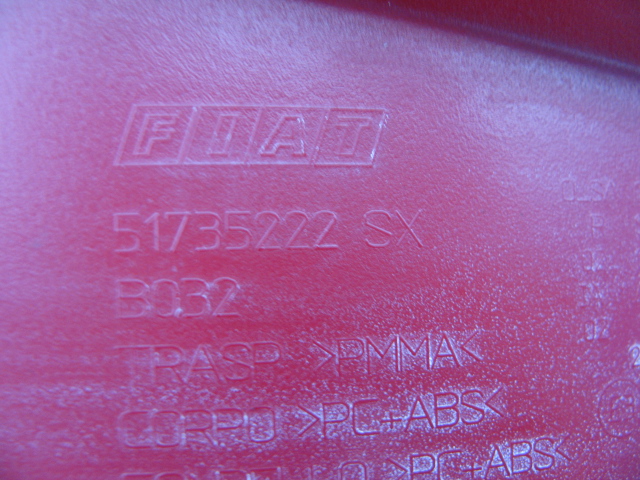 FIAT
51735222 SX
B032
TRASP >PMMA<
CORPO >PC+ABS<
>PC+ABS<